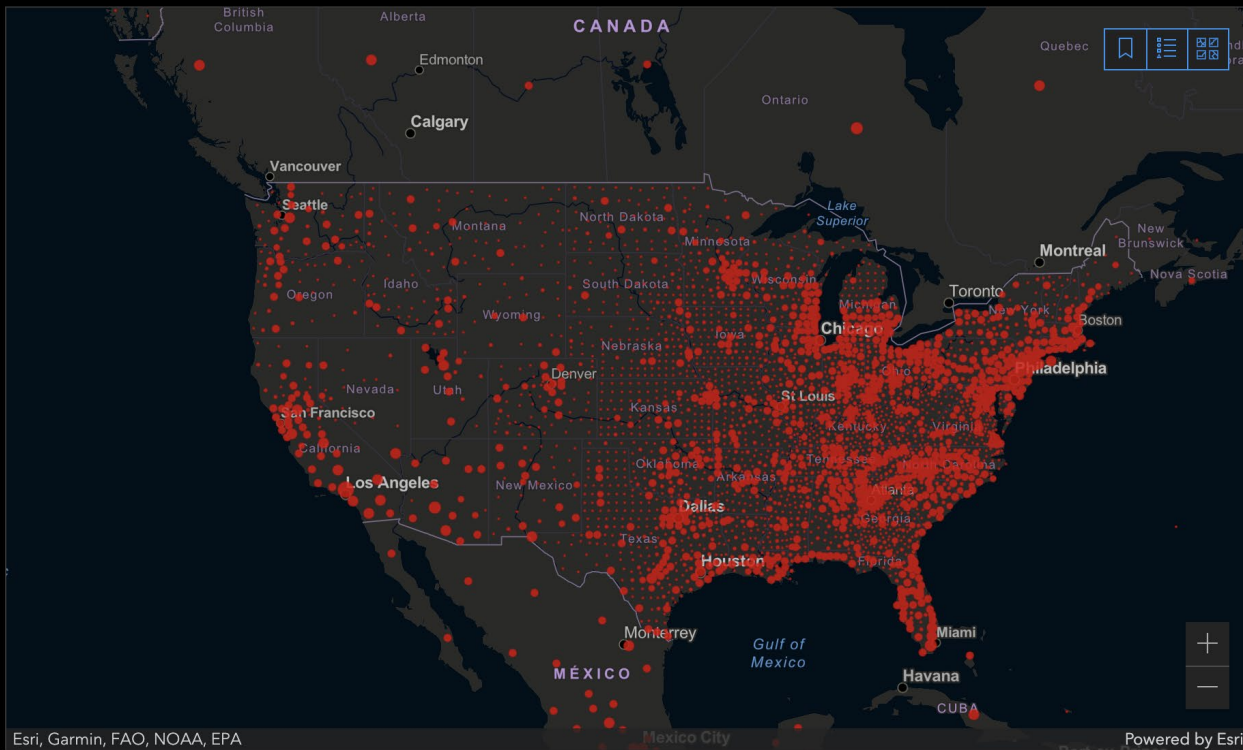 British
Columbia
Alberta
CANADA
Quebec
Edmonton
Ontario
Calgary
Vancouver
Seattle
Lake
Superior
North Dakota
Montana
Minnesota
New
Brunswick
Montreal
Nova Scotia
Oregon
Idaho
South Dakota
Wisconsin
Toronto
Michigan
New York
Boston
Wyoming
Iowa
Chicago
Nebraska
Denver
Ohio
Philadelphia
Nevada
Utah
Kansas
St Louis
San Francisco
Kentucky
Virginia
California
Oklahoma
Tennessee
North Carolina
Arkansas
Los Angeles
New Mexico
Atlanta
Dallas
Georgia
Texas
Houston
Florida
Monterrey
Miami
Gulf of
Mexico
MÉXICO
Havana
CUBA
Mexico City
Esri, Garmin, FAO, NOAA, EPA
Powered by Esri